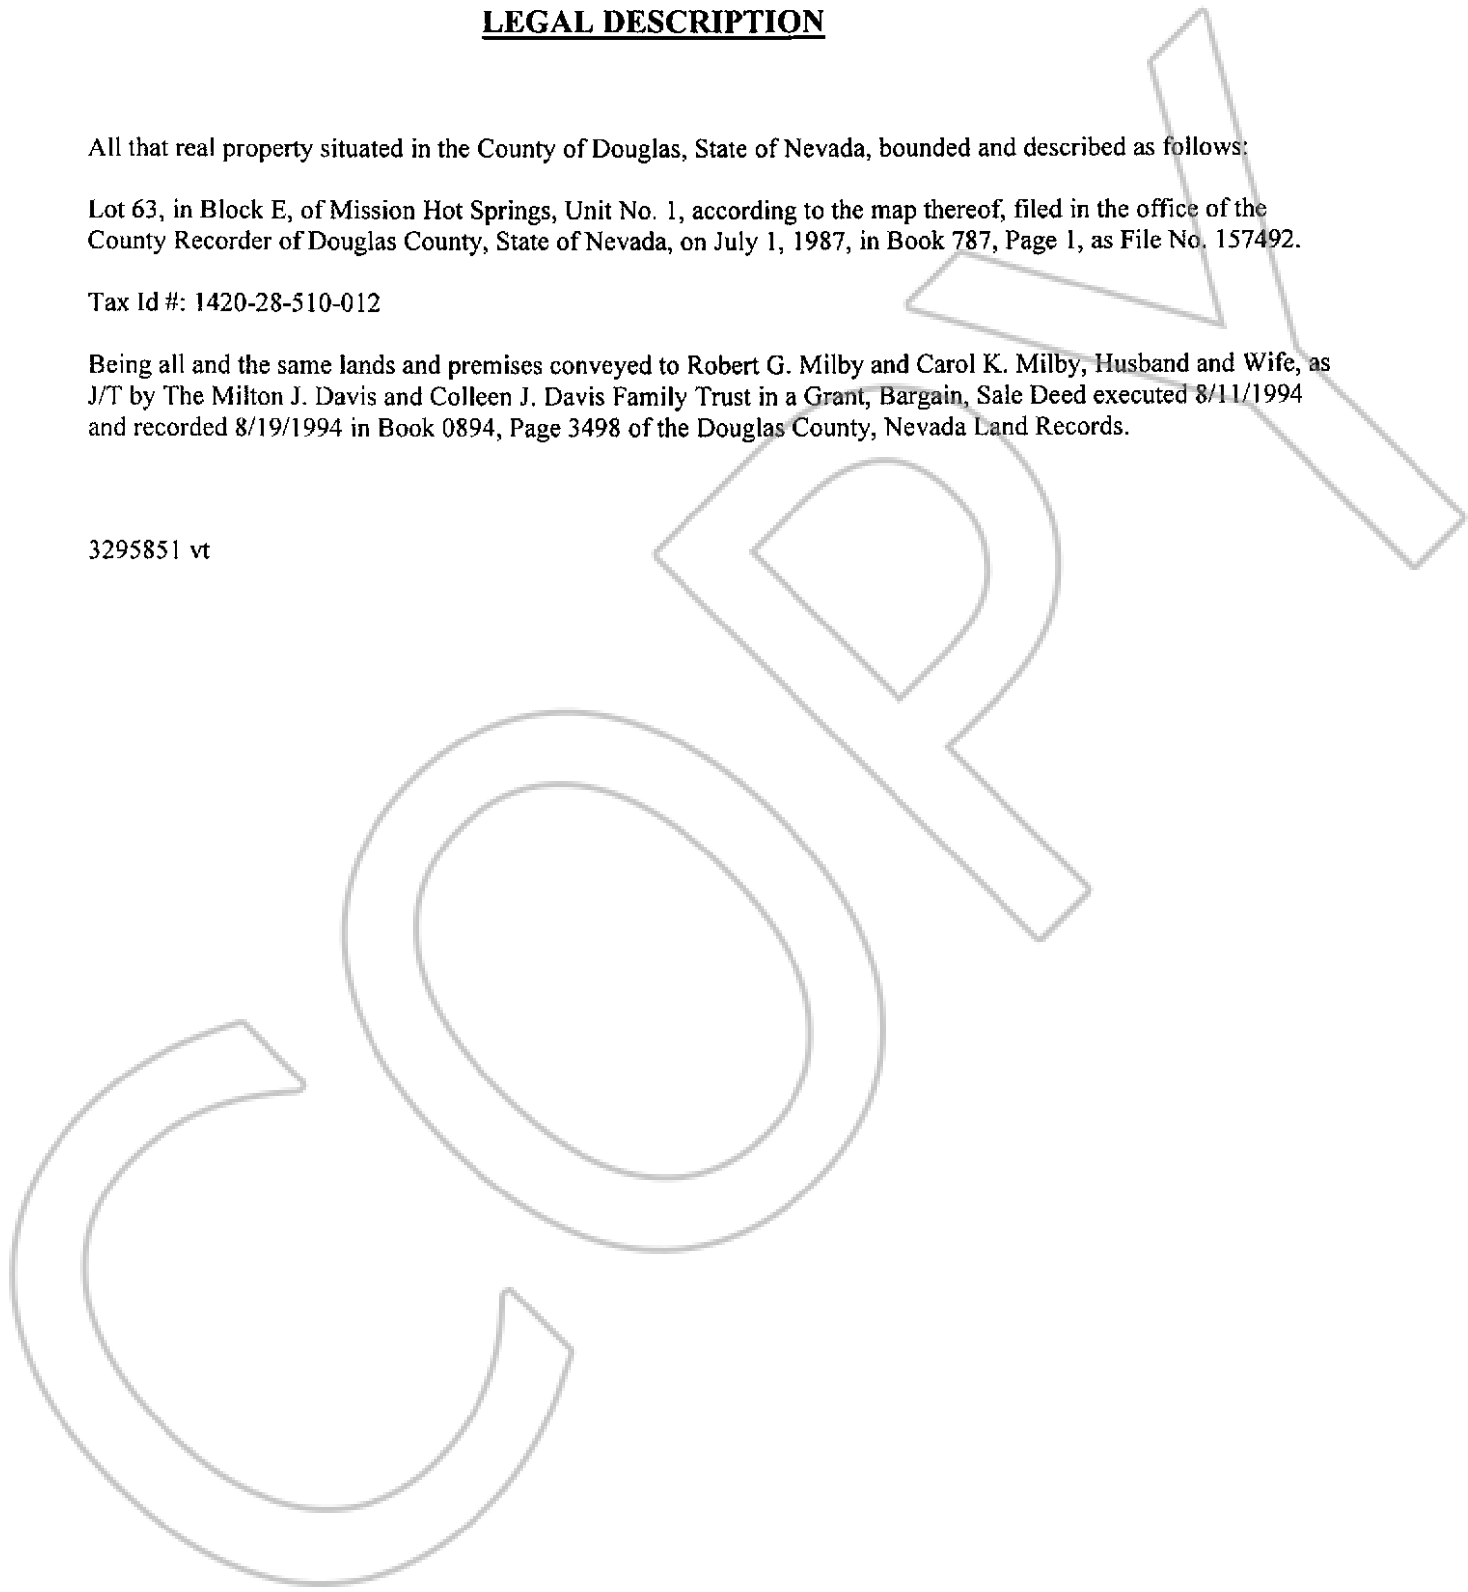 LEGAL DESCRIPTION
All that real property situated in the County of Douglas, State of Nevada, bounded and described as follows:
Lot 63, in Block E, of Mission Hot Springs, Unit No. 1, according to the map thereof, filed in the office of the
County Recorder of Douglas County, State of Nevada, on July 1, 1987, in Book 787, Page 1, as File No. 157492.
Tax Id #: 1420-28-510-012
Being all and the same lands and premises conveyed to Robert G. Milby and Carol K. Milby, Husband and Wife, as
J/T by The Milton J. Davis and Colleen J. Davis Family Trust in a Grant, Bargain, Sale Deed executed 8/11/1994
and recorded 8/19/1994 in Book 0894, Page 3498 of the Douglas County, Nevada Land Records.
3295851 vt
COPY